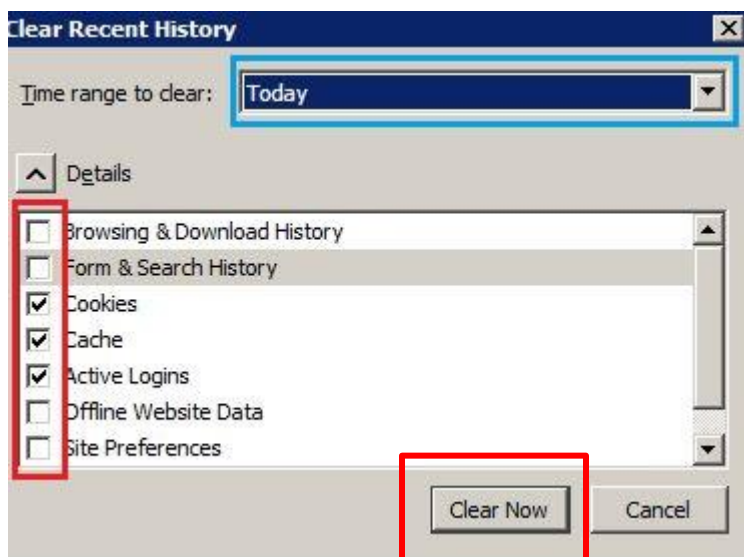 Clear Recent History
Time range to clear: Today
Details
Browsing & Download History
Form & Search History
Cookies
Cache
Active Logins
Offline Website Data
Site Preferences
Clear Now Cancel